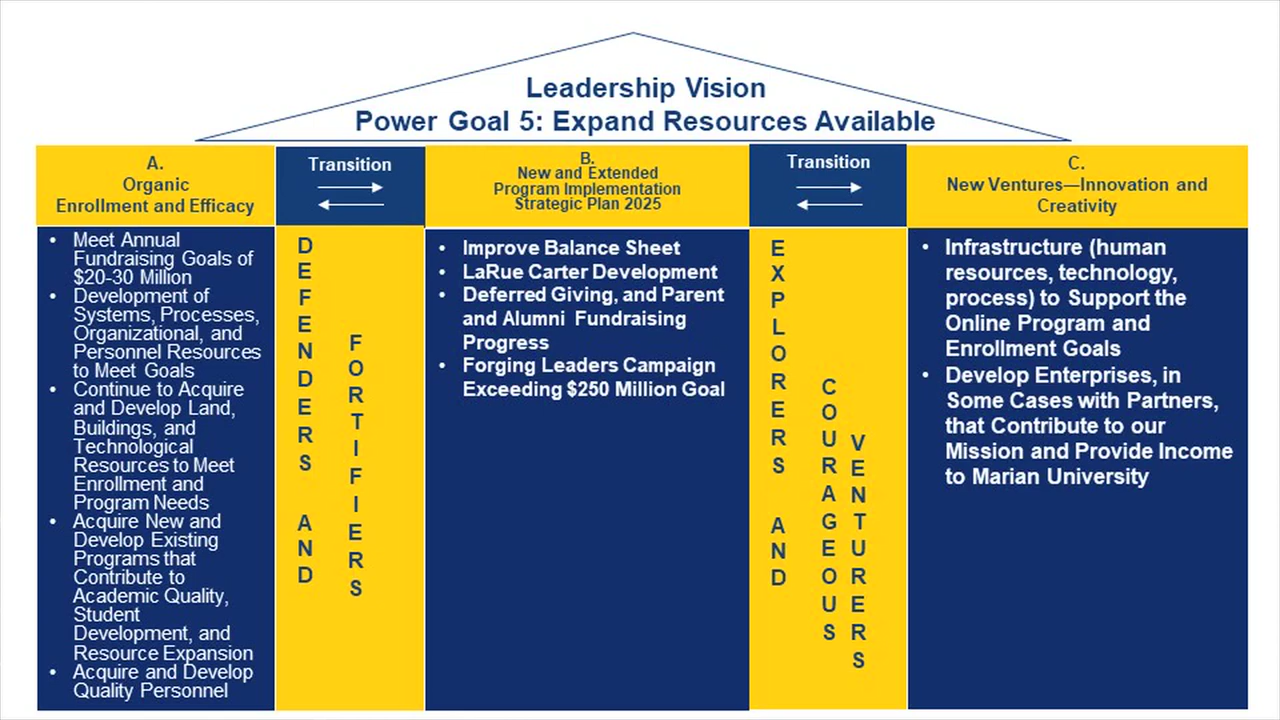 Leadership Vision
Power Goal 5: Expand Resources Available
A.
Organic
Enrollment and Efficacy
• Meet Annual
Fundraising Goals of
$20-30 Million
• Development of
Systems, Processes,
Organizational, and
Personnel Resources
to Meet Goals
• Continue to Acquire
and Develop Land,
Buildings, and
Technological
Resources to Meet
Enrollment and
Program Needs
• Acquire New and
Develop Existing
Programs that
Contribute to
Academic Quality,
Student
Development, and
Resource Expansion
• Acquire and Develop
Quality Personnel
Transition
DEFENDERS AND
FORTIFIERS
B.
New and Extended
Program Implementation
Strategic Plan 2025
• Improve Balance Sheet
• LaRue Carter Development
• Deferred Giving, and Parent
and Alumni Fundraising
Progress
• Forging Leaders Campaign
Exceeding $250 Million Goal
Transition
EXPLORERS AND
COURAGEOUS
VENTURERS
C.
New Ventures—Innovation and
Creativity
• Infrastructure (human
resources, technology,
process) to Support the
Online Program and
Enrollment Goals
• Develop Enterprises, in
Some Cases with Partners,
that Contribute to our
Mission and Provide Income
to Marian University